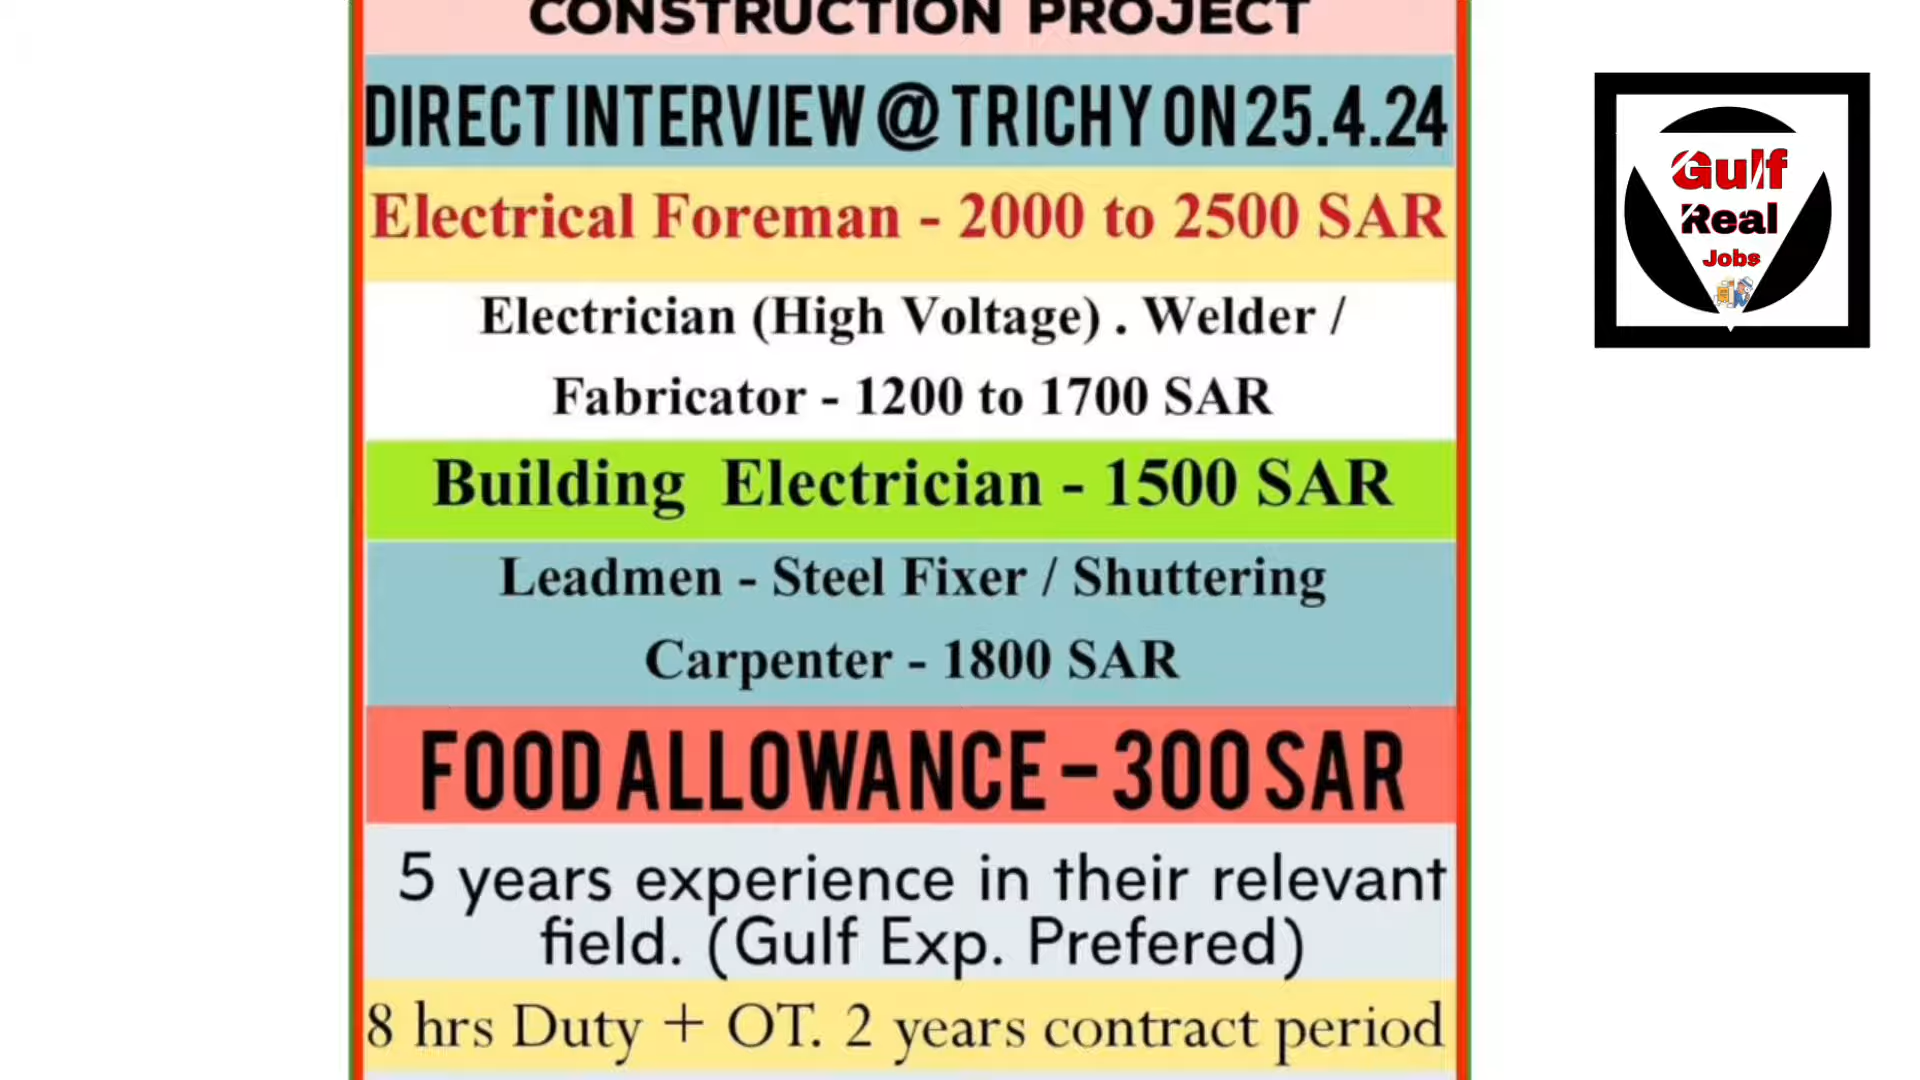 CONSTRUCTION PROJECT
DIRECT INTERVIEW @ TRICHY ON 25.4.24
Electrical Foreman - 2000 to 2500 SAR
Electrician (High Voltage) . Welder /
Fabricator - 1200 to 1700 SAR
Building Electrician - 1500 SAR
Leadmen - Steel Fixer / Shuttering
Carpenter - 1800 SAR
FOOD ALLOWANCE - 300 SAR
5 years experience in their relevant
field. (Gulf Exp. Prefered)
8 hrs Duty + OT. 2 years contract period
Gulf
Real
Jobs